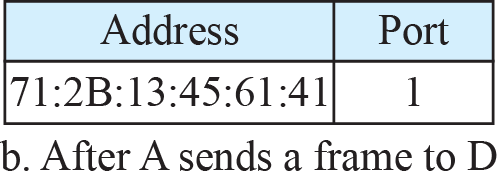 Address Port
71:2B:13:45:61:41 1
b. After A sends a frame to D